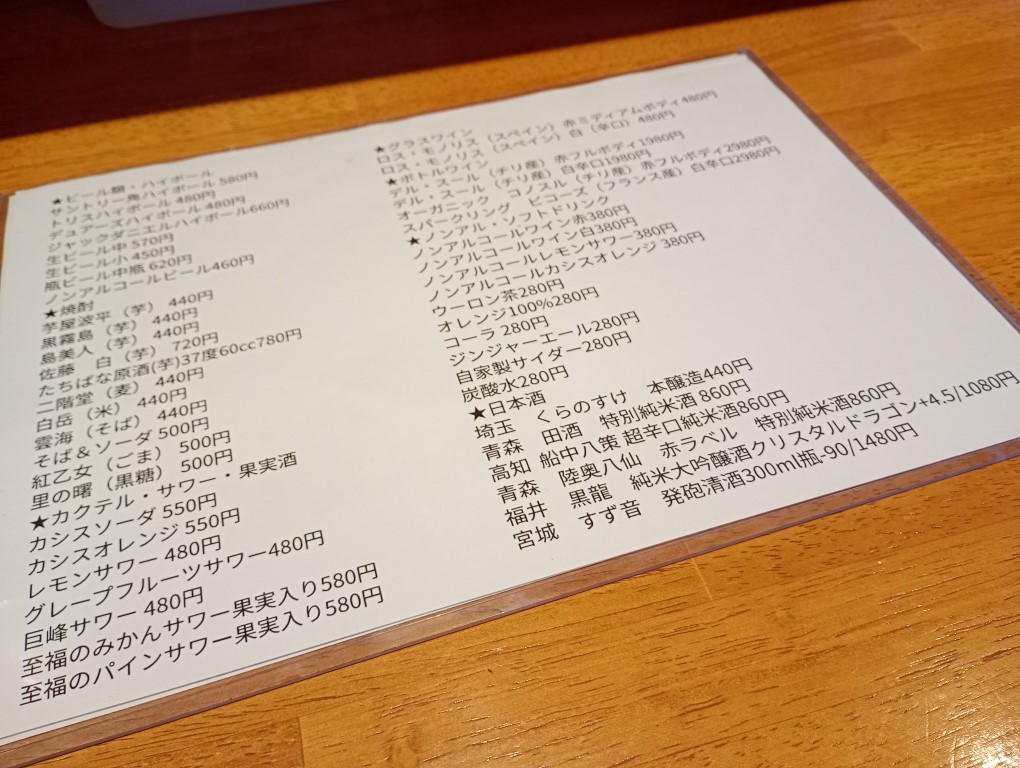 ★ビール類・ハイボール
サントリー角ハイボール 580円
トリスハイボール 480円
デュアーズハイボール 480円
ジャックダニエルハイボール660円
生ビール中 570円
生ビール小 450円
瓶ビール中瓶 620円
ノンアルコールビール460円
★焼酎
芋屋波平（芋） 440円
黒霧島（芋） 440円
島美人（芋） 440円
佐藤　白（芋） 720円
たちばな原酒(芋)37度60cc780円
二階堂（麦） 440円
白岳（米） 440円
雲海（そば） 440円
そば＆ソーダ 500円
紅乙女（ごま） 500円
里の曙（黒糖） 500円
★カクテル・サワー・果実酒
カシスソーダ 550円
カシスオレンジ 550円
レモンサワー 480円
グレープフルーツサワー480円
巨峰サワー 480円
至福のみかんサワー果実入り580円
至福のパインサワー果実入り580円
★グラスワイン
ロス・モノリス（スペイン）赤ミディアムボディ480円
ロス・モノリス（スペイン）白（辛口）480円
★ボトルワイン
デル・スール（チリ産）赤フルボディ1980円
デル・スール（チリ産）白辛口1980円
オーガニック　コノスル（チリ産）赤フルボディ2980円
スパークリング　ビコーズ（フランス産）白辛口2980円
★ノンアル・ソフトドリンク
ノンアルコールワイン赤380円
ノンアルコールワイン白380円
ノンアルコールレモンサワー380円
ノンアルコールカシスオレンジ 380円
ウーロン茶280円
オレンジ100%280円
コーラ 280円
ジンジャーエール280円
自家製サイダー280円
炭酸水280円
★日本酒
埼玉　くらのすけ　本醸造440円
青森　田酒　特別純米酒 860円
高知 船中八策 超辛口純米酒860円
青森　陸奥八仙　赤ラベル　特別純米酒860円
福井　黒龍　純米大吟醸酒クリスタルドラゴン+4.5/1080円
宮城　すず音　発砲清酒300ml瓶-90/1480円